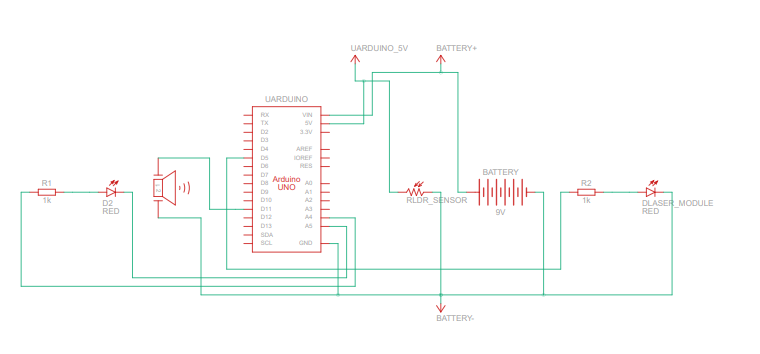 UARDUINO_5V
BATTERY+
UARDUINO
RX
TX
D2
D3
D4
D5
D6
D7
D8
D9
D10
D11
D12
D13
SDA
SCL
VIN
5V
3.3V
AREF
IOREF
RES
A0
A1
A2
A3
A4
A5
GND
Arduino
UNO
R1
1k
D2
RED
RLDR_SENSOR
BATTERY
9V
R2
1k
DLASER_MODULE
RED
BATTERY-